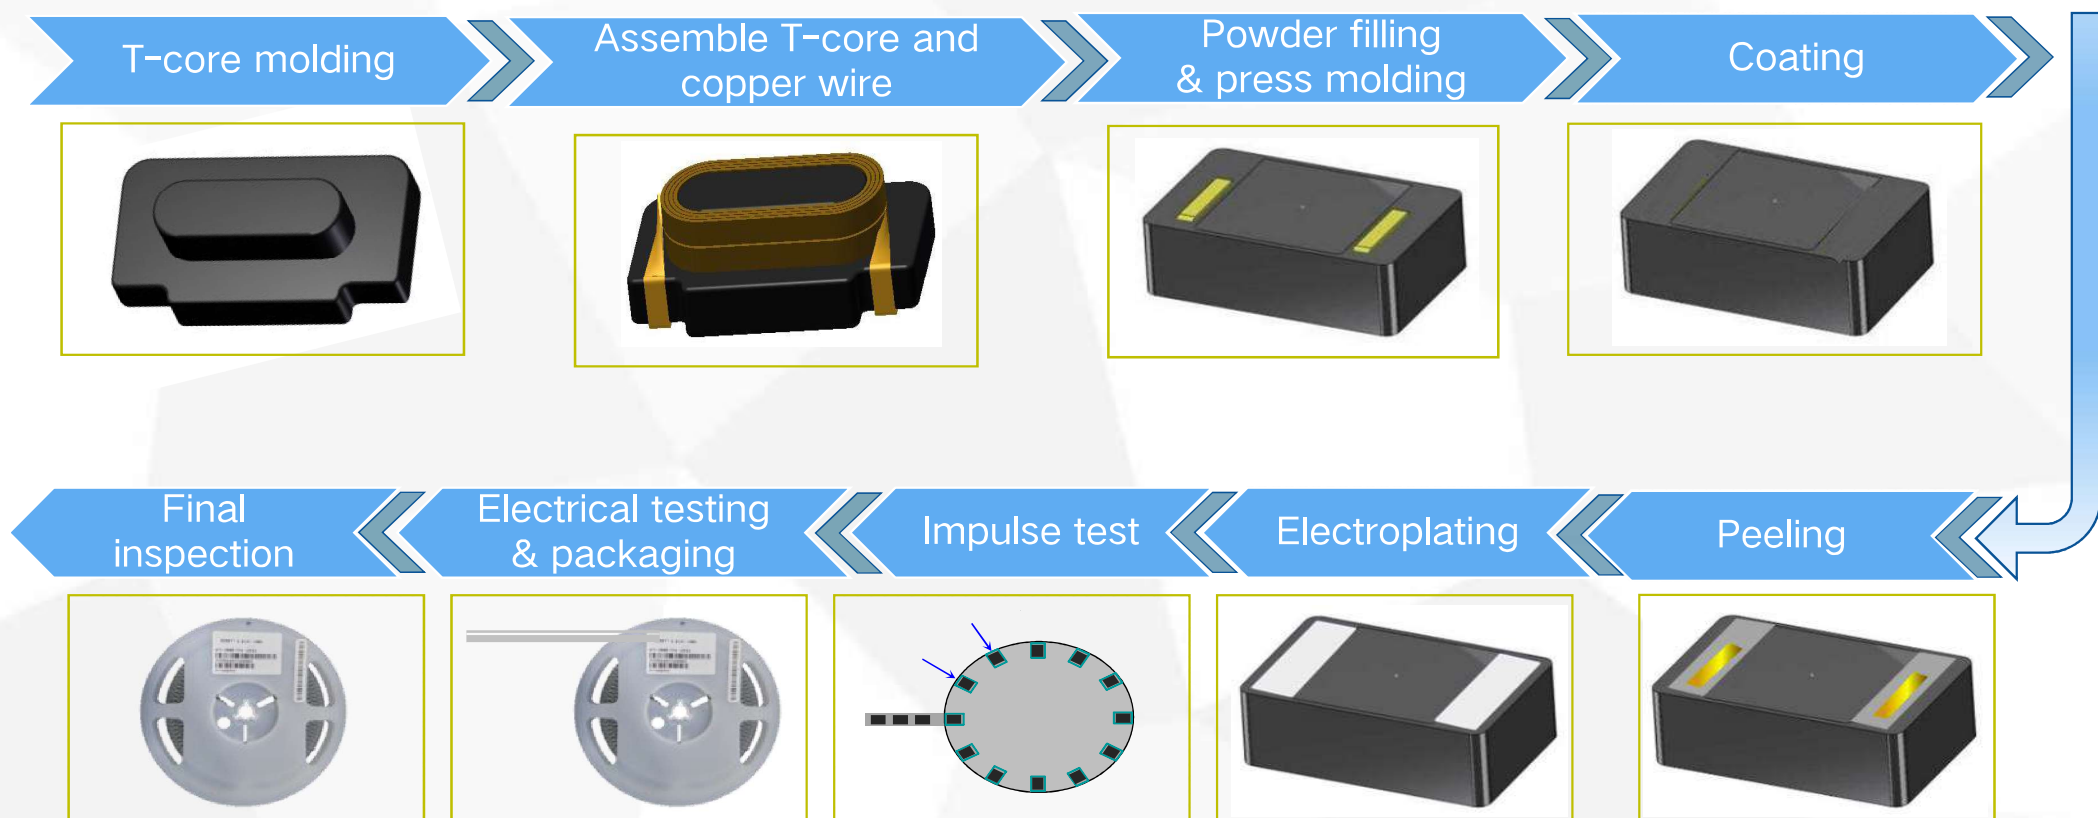 T-core molding
Assemble T-core and
copper wire
Powder filling
& press molding
Coating
Peeling
Electroplating
Impulse test
Electrical testing
& packaging
Final
inspection